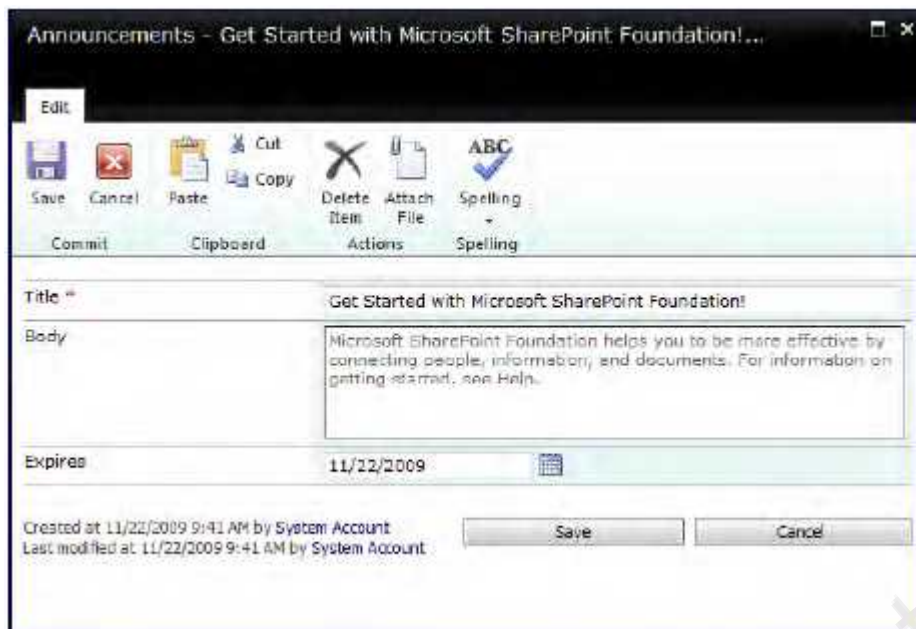 Announcements - Get Started with Microsoft SharePoint Foundation!...
Edit
Save
Cancel
Paste
Cut
Copy
Delete Item
Attach File
ABC
Spelling
Commit
Clipboard
Actions
Spelling
Title *
Get Started with Microsoft SharePoint Foundation!
Body
Microsoft SharePoint Foundation helps you to be more effective by
connecting people, information, and documents. For information on
getting started, see Help.
Expires
11/22/2009
Created at 11/22/2009 9:41 AM by System Account
Last modified at 11/22/2009 9:41 AM by System Account
Save
Cancel